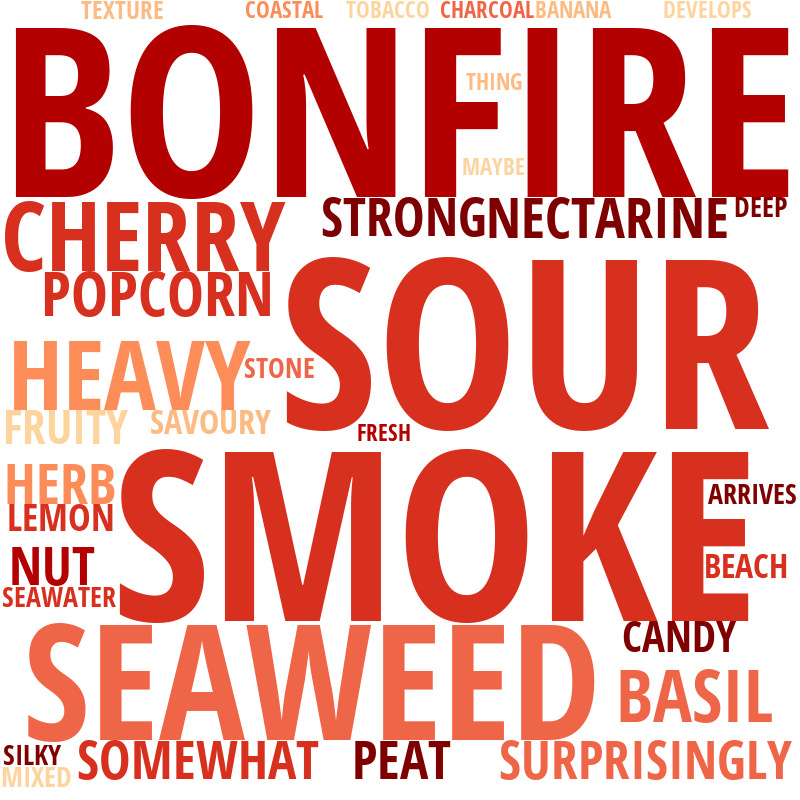 TEXTURE COASTAL TOBACCO CHARCOAL BANANA DEVELOPS
BONFIRE
THING
MAYBE
CHERRY STRONG NECTARINE DEEP
POPCORN
SOUR
HEAVY STONE
FRUITY SAVOURY FRESH
SMOKE
HERB ARRIVES
LEMON
NUT BEACH
SEAWATER
SEAWEED CANDY
BASIL
SILKY SOMEWHAT PEAT SURPRISINGLY
MIXED